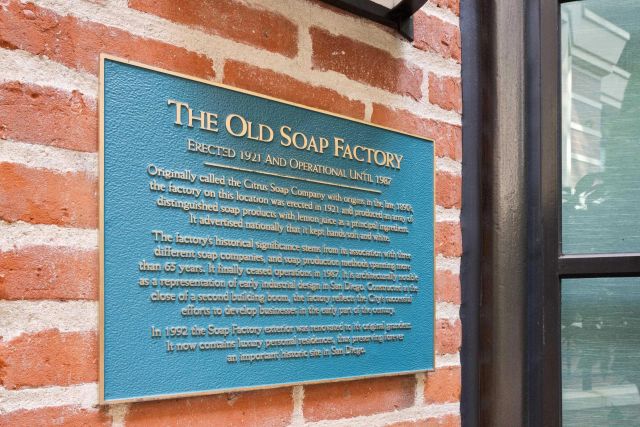 THE OLD SOAP FACTORY
ERECTED 1921 AND OPERATIONAL UNTIL 1987
Originally called the Citrus Soap Company with origins in the late 1890s,
the factory on this location was erected in 1921 and produced an array of
distinguished soap products with lemon juice as a principal ingredient.
It advertised nationally that it kept hands soft and white.
The factory's historical significance stems from its association with three
different soap companies, and soap production methods spanning more
than 65 years. It finally ceased operations in 1987. It is architecturally notable
as a representation of early industrial design in San Diego. Constructed at the
close of a second building boom, the factory reflects the City's successful
efforts to develop businesses in the early part of the century.
In 1992 the Soap Factory exterior was renovated to its original grandeur.
It now contains luxury personal residences, thus preserving forever
an important historic site in San Diego.